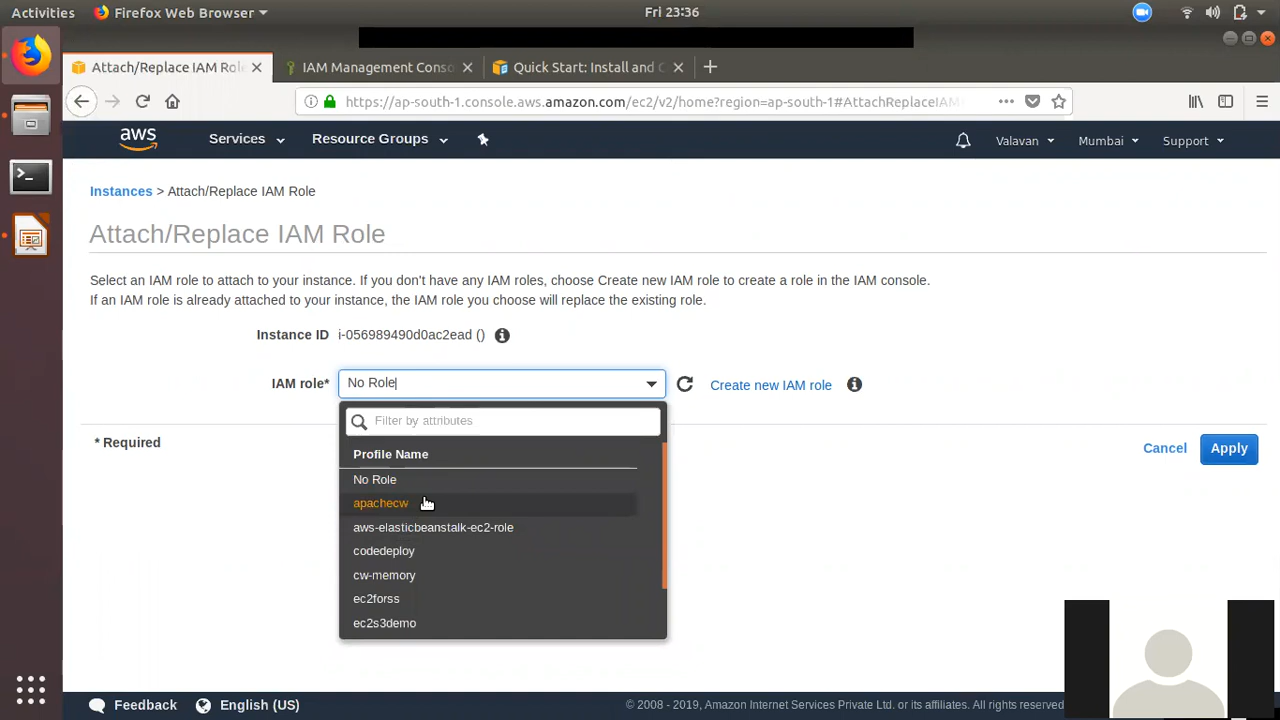 Activities Firefox Web Browser Fri 23:36
Attach/Replace IAM Rol IAM Management Conso Quick Start: Install and C
https://ap-south-1.console.aws.amazon.com/ec2/v2/home?region=ap-south-1#AttachReplaceIAM
aws Services Resource Groups Valavan Mumbai Support
Instances > Attach/Replace IAM Role
Attach/Replace IAM Role
Select an IAM role to attach to your instance. If you don't have any IAM roles, choose Create new IAM role to create a role in the IAM console.
If an IAM role is already attached to your instance, the IAM role you choose will replace the existing role.
Instance ID i-056989490d0ac2ead ()
IAM role* No Role Create new IAM role
Filter by attributes
* Required Cancel Apply
Profile Name
No Role
apachecw
aws-elasticbeanstalk-ec2-role
codedeploy
cw-memory
ec2forss
ec2s3demo
Feedback English (US) © 2008 - 2019, Amazon Internet Services Private Ltd. or its affiliates. All rights reserved